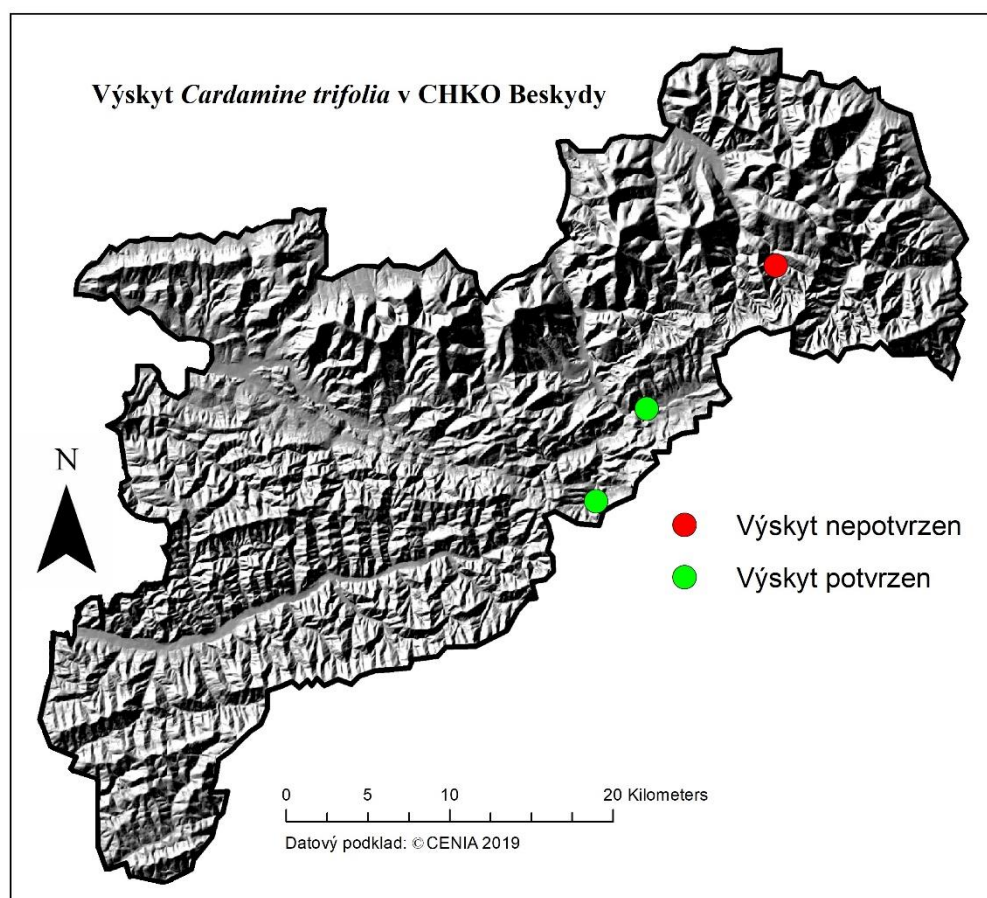 Výskyt Cardamine trifolia v CHKO Beskydy
N
Výskyt nepotvrzen
Výskyt potvrzen
0 5 10 20 Kilometers
Datový podklad: © CENIA 2019